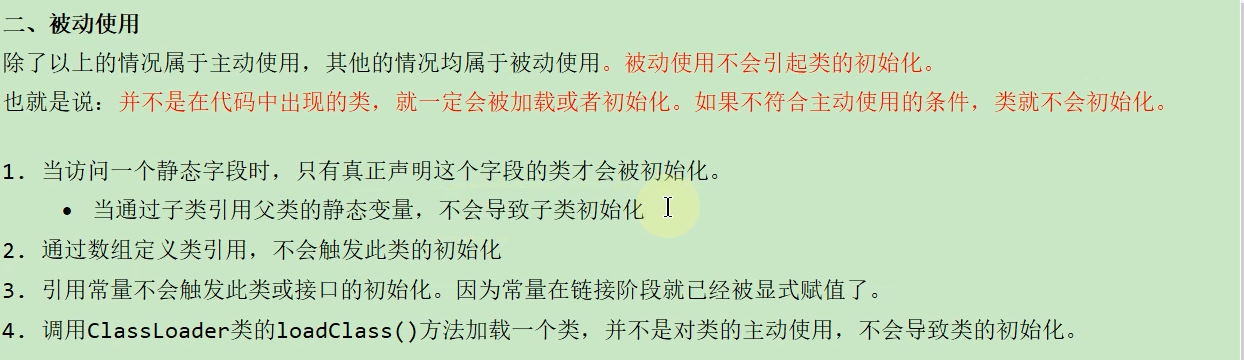 二、被动使用
除了以上的情况属于主动使用，其他的情况均属于被动使用。被动使用不会引起类的初始化。
也就是说：并不是在代码中出现的类，就一定会被加载或者初始化。如果不符合主动使用的条件，类就不会初始化。
1. 当访问一个静态字段时，只有真正声明这个字段的类才会被初始化。
• 当通过子类引用父类的静态变量，不会导致子类初始化
2. 通过数组定义类引用，不会触发此类的初始化
3. 引用常量不会触发此类或接口的初始化。因为常量在链接阶段就已经被显式赋值了。
4. 调用ClassLoader类的loadClass()方法加载一个类，并不是对类的主动使用，不会导致类的初始化。